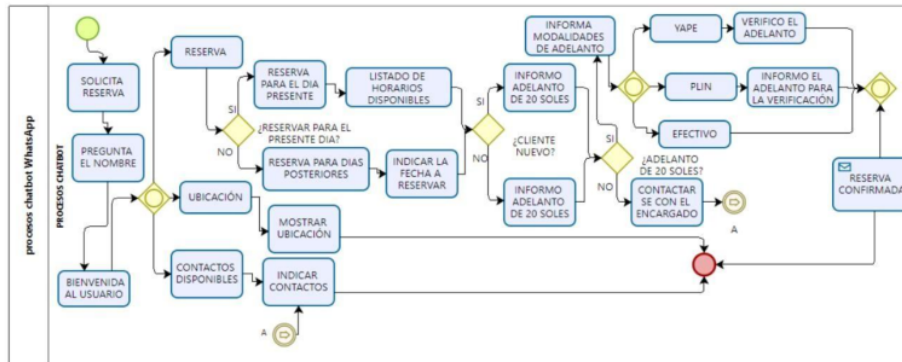 procesos chatbot WhatsApp
PROCESOS CHATBOT
SOLICITA
RESERVA
PREGUNTA
EL NOMBRE
BIENVENIDA
AL USUARIO
RESERVA
UBICACIÓN
CONTACTOS
DISPONIBLES
SI
NO
¿RESERVAR PARA EL
PRESENTE DIA?
RESERVA
PARA EL DIA
PRESENTE
LISTADO DE
HORARIOS
DISPONIBLES
RESERVA PARA DIAS
POSTERIORES
INDICAR LA
FECHA A
RESERVAR
MOSTRAR
UBICACIÓN
INDICAR
CONTACTOS
A
SI
NO
¿CLIENTE
NUEVO?
INFORMO
ADELANTO
DE 20 SOLES
INFORMO
ADELANTO
DE 20 SOLES
INFORMA
MODALIDADES
DE ADELANTO
SI
NO
¿ADELANTO
DE 20 SOLES?
CONTACTAR
SE CON EL
ENCARGADO
A
YAPE
VERIFICO EL
ADELANTO
PLIN
INFORMO EL
ADELANTO PARA
LA VERIFICACIÓN
EFECTIVO
RESERVA
CONFIRMADA